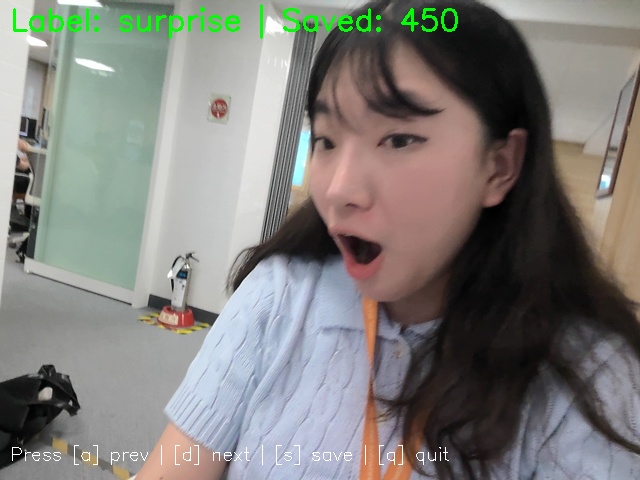 Label: surprise | Saved: 450
Press [a] prev | [d] next | [s] save | [q] quit